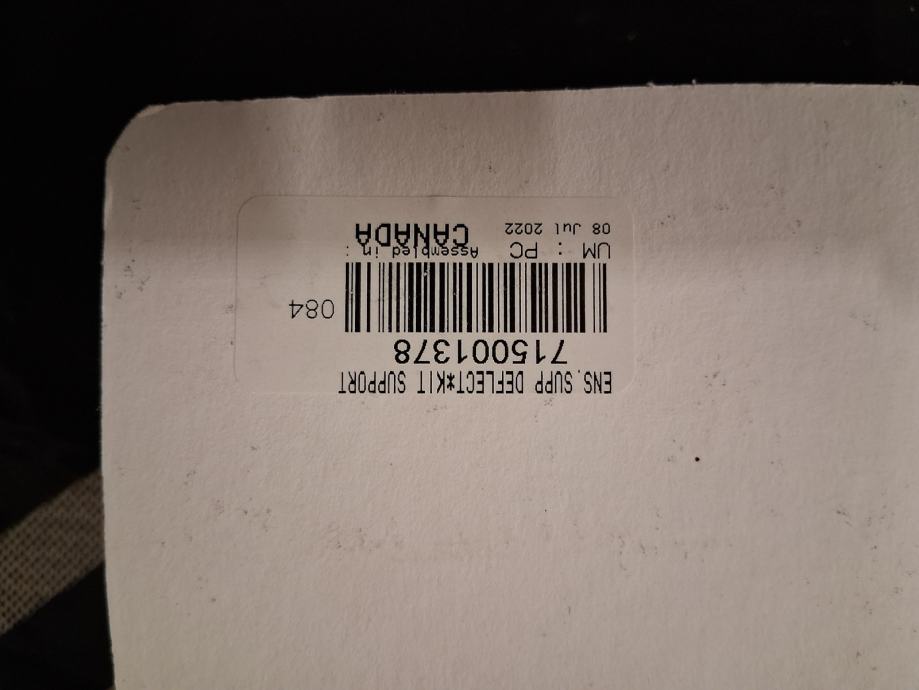 ENS.SUPP DEFLECT*KIT SUPPORT
715001378
084
UM : PC Assembled in :
08 Jul 2022 CANADA